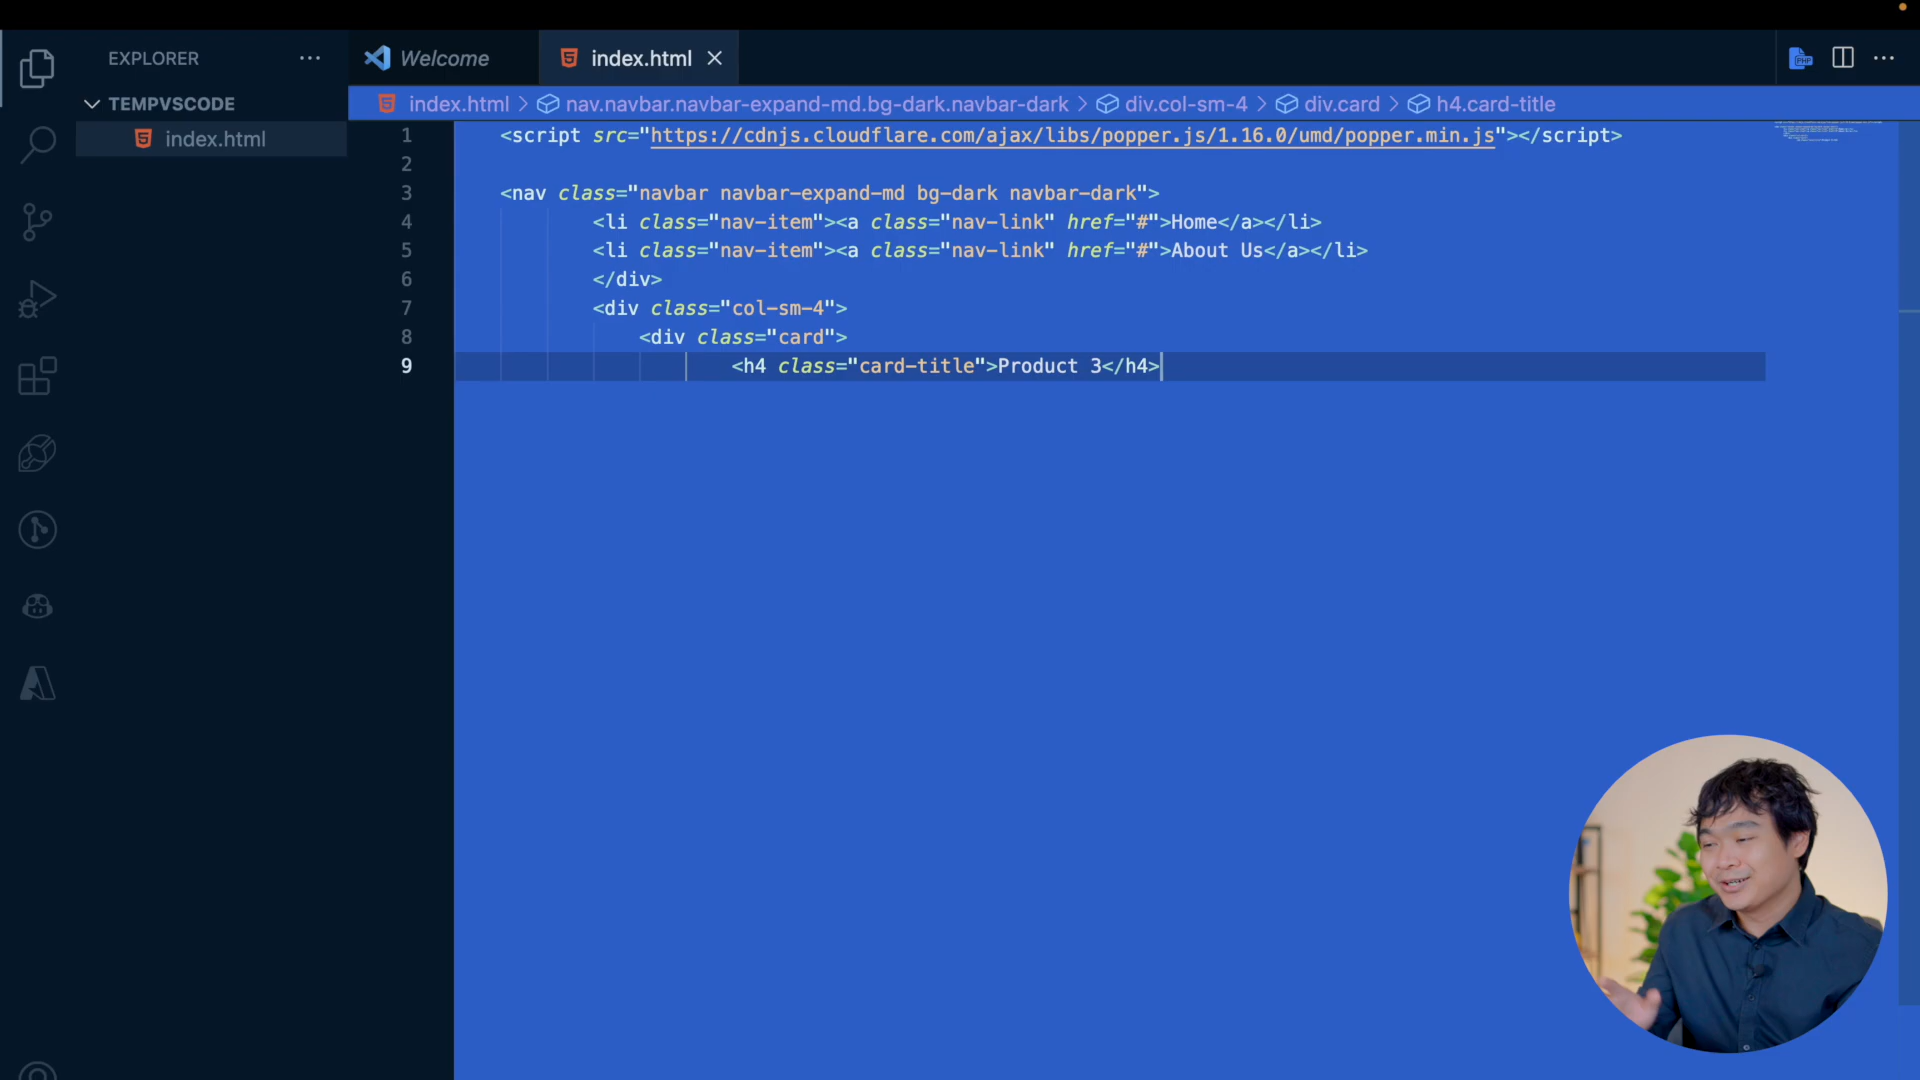 EXPLORER
Welcome
index.html
TEMPVSCODE
index.html
index.html > nav.navbar.navbar-expand-md.bg-dark.navbar-dark > div.col-sm-4 > div.card > h4.card-title
1 <script src="https://cdnjs.cloudflare.com/ajax/libs/popper.js/1.16.0/umd/popper.min.js"></script>
2
3 <nav class="navbar navbar-expand-md bg-dark navbar-dark">
4 <li class="nav-item"><a class="nav-link" href="#">Home</a></li>
5 <li class="nav-item"><a class="nav-link" href="#">About Us</a></li>
6 </div>
7 <div class="col-sm-4">
8 <div class="card">
9 <h4 class="card-title">Product 3</h4>
PHP